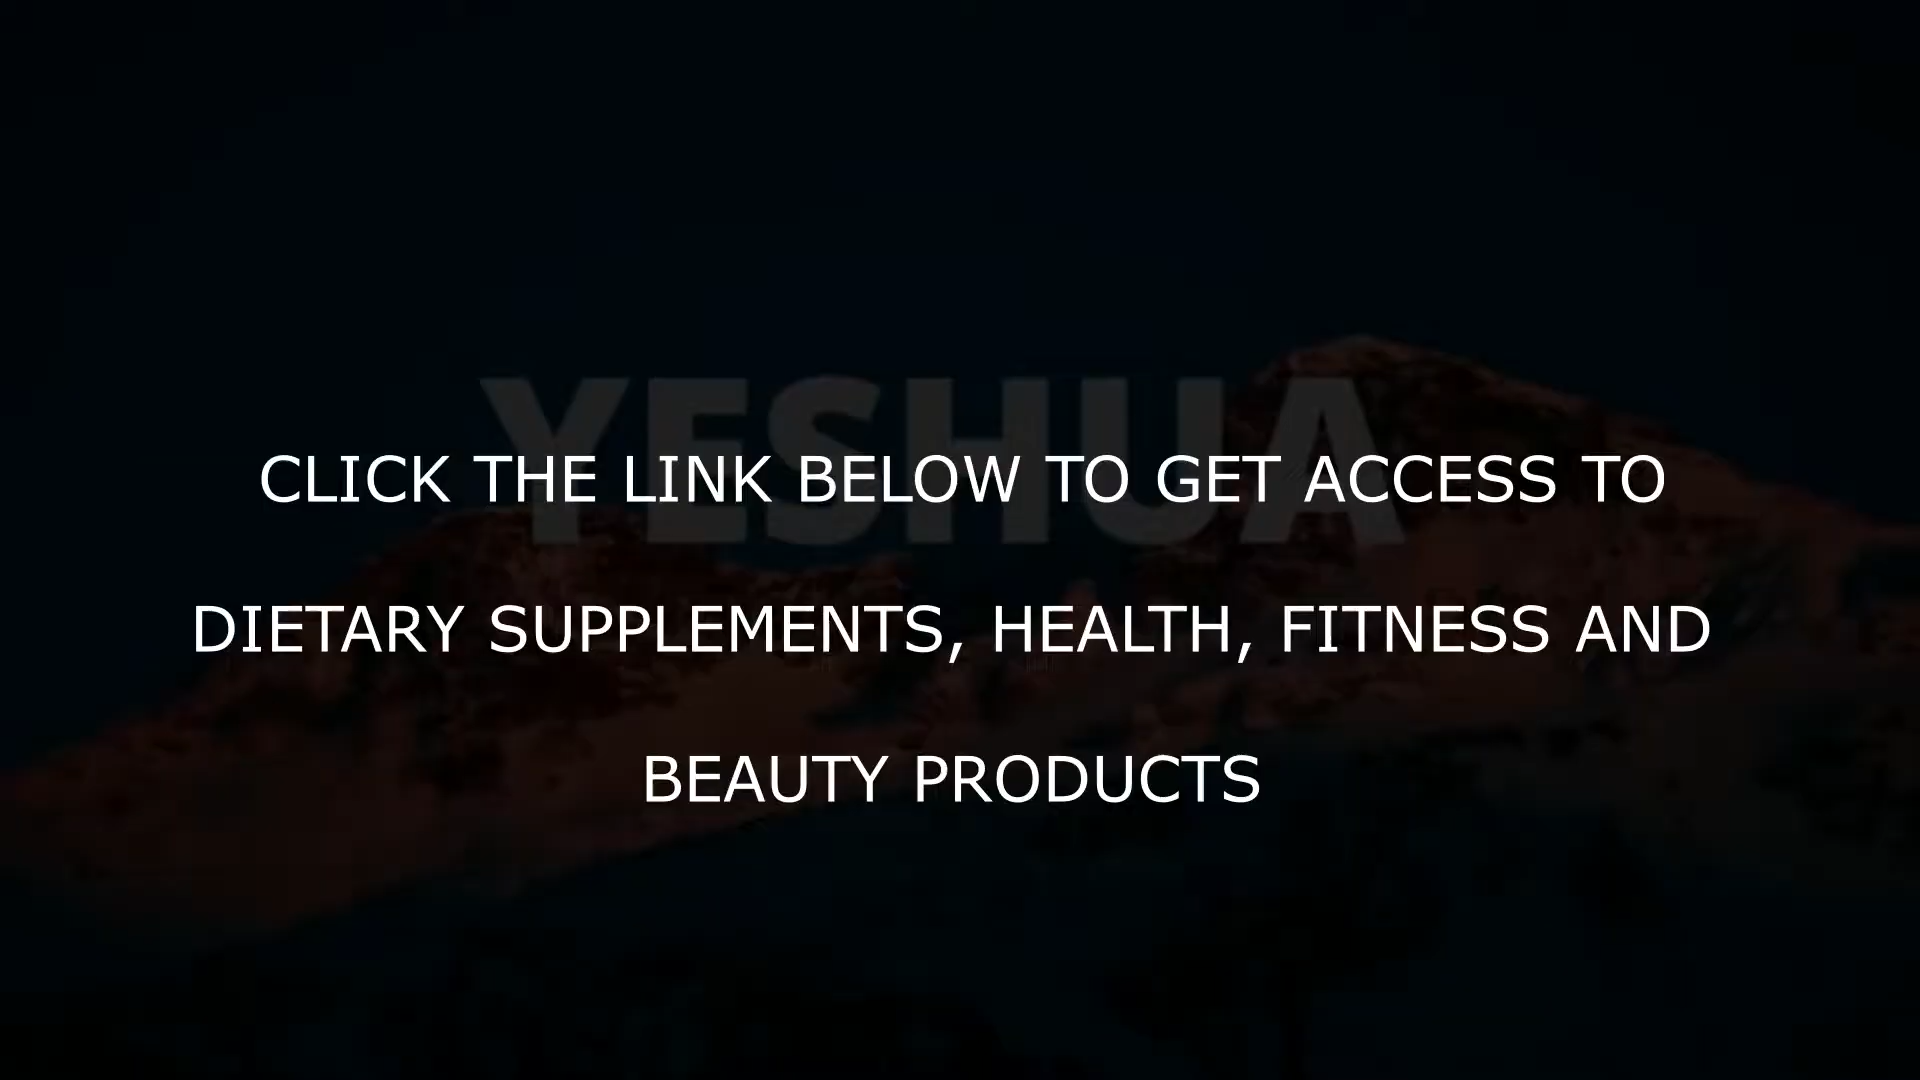 YESHUA
CLICK THE LINK BELOW TO GET ACCESS TO
DIETARY SUPPLEMENTS, HEALTH, FITNESS AND
BEAUTY PRODUCTS